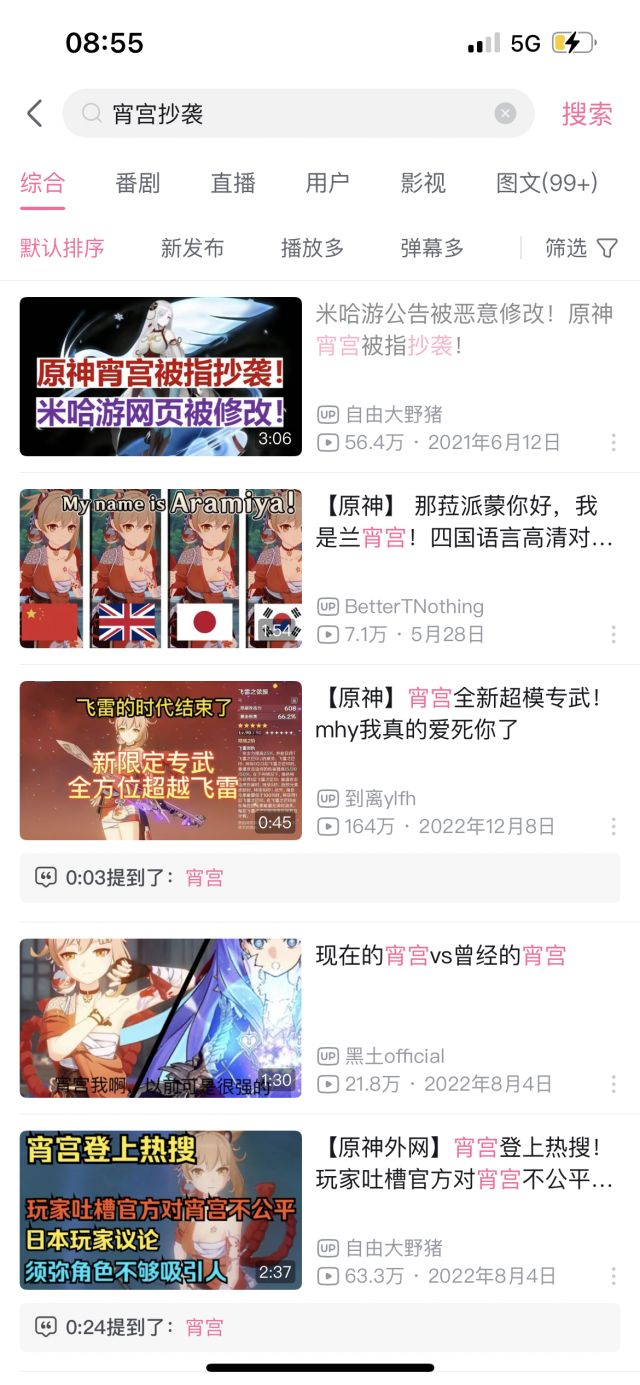 08:55
5G
宵宫抄袭
搜索
综合 番剧 直播 用户 影视 图文(99+)
默认排序 新发布 播放多 弹幕多 筛选
原神宵宫被指抄袭!
米哈游网页被修改!
3:06
米哈游公告被恶意修改!原神
宵宫被指抄袭!
UP 自由大野猪
56.4万 · 2021年6月12日
My name is Aramiya!
1:54
【原神】 那菈派蒙你好,我
是兰宵宫!四国语言高清对...
UP BetterTNothing
7.1万 · 5月28日
飞雷的时代结束了
新限定专武
全方位超越飞雷
飞雷之弦振
608
66.2%
0:45
【原神】宵宫全新超模专武!
mhy我真的爱死你了
UP 到离ylfh
164万 · 2022年12月8日
0:03提到了: 宵宫
宵宫我啊,以前可是很强的
1:30
现在的宵宫vs曾经的宵宫
UP 黑土official
21.8万 · 2022年8月4日
宵宫登上热搜
玩家吐槽官方对宵宫不公平
日本玩家议论
须弥角色不够吸引人
2:37
【原神外网】宵宫登上热搜!
玩家吐槽官方对宵宫不公平...
UP 自由大野猪
63.3万 · 2022年8月4日
0:24提到了: 宵宫